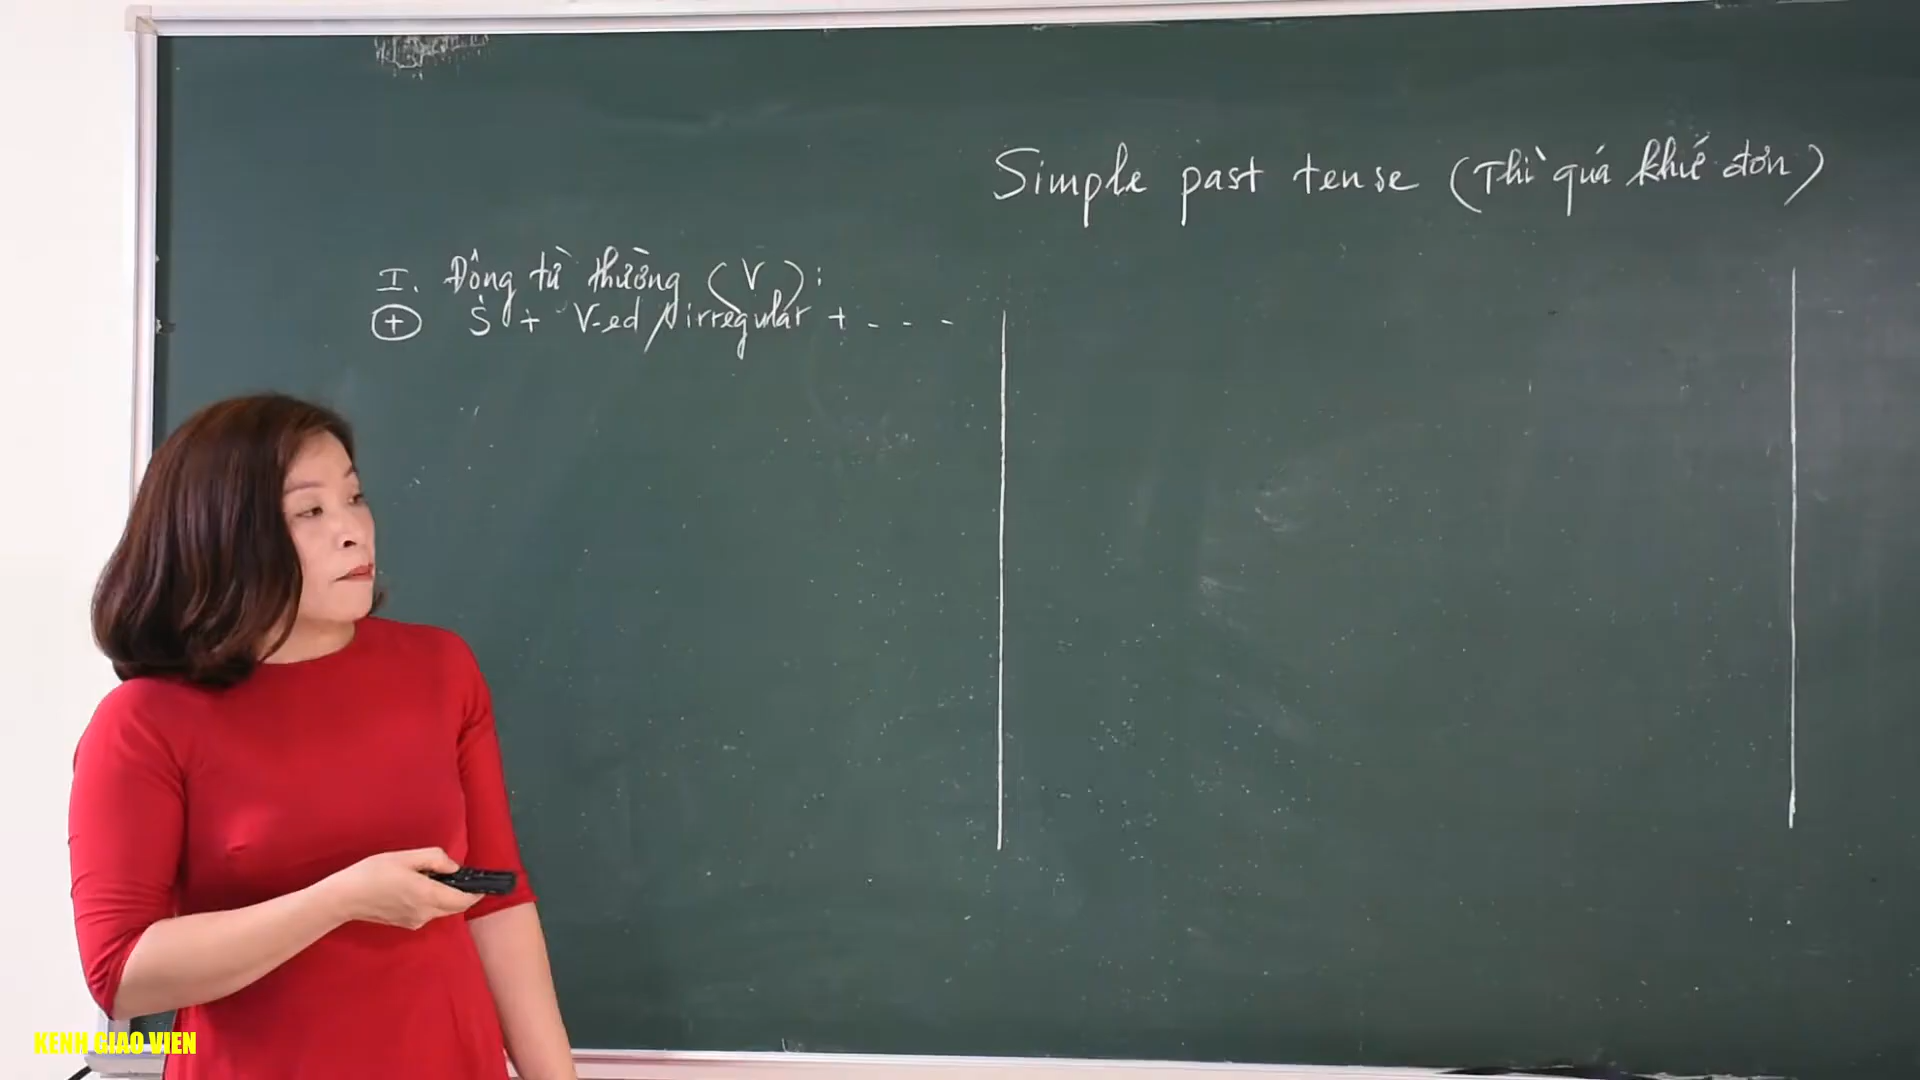 Simple past tense (Thì quá khứ đơn)
I. Động từ thường (V):
(+) S + V-ed / irregular + - - -
KENH GIAO VIEN